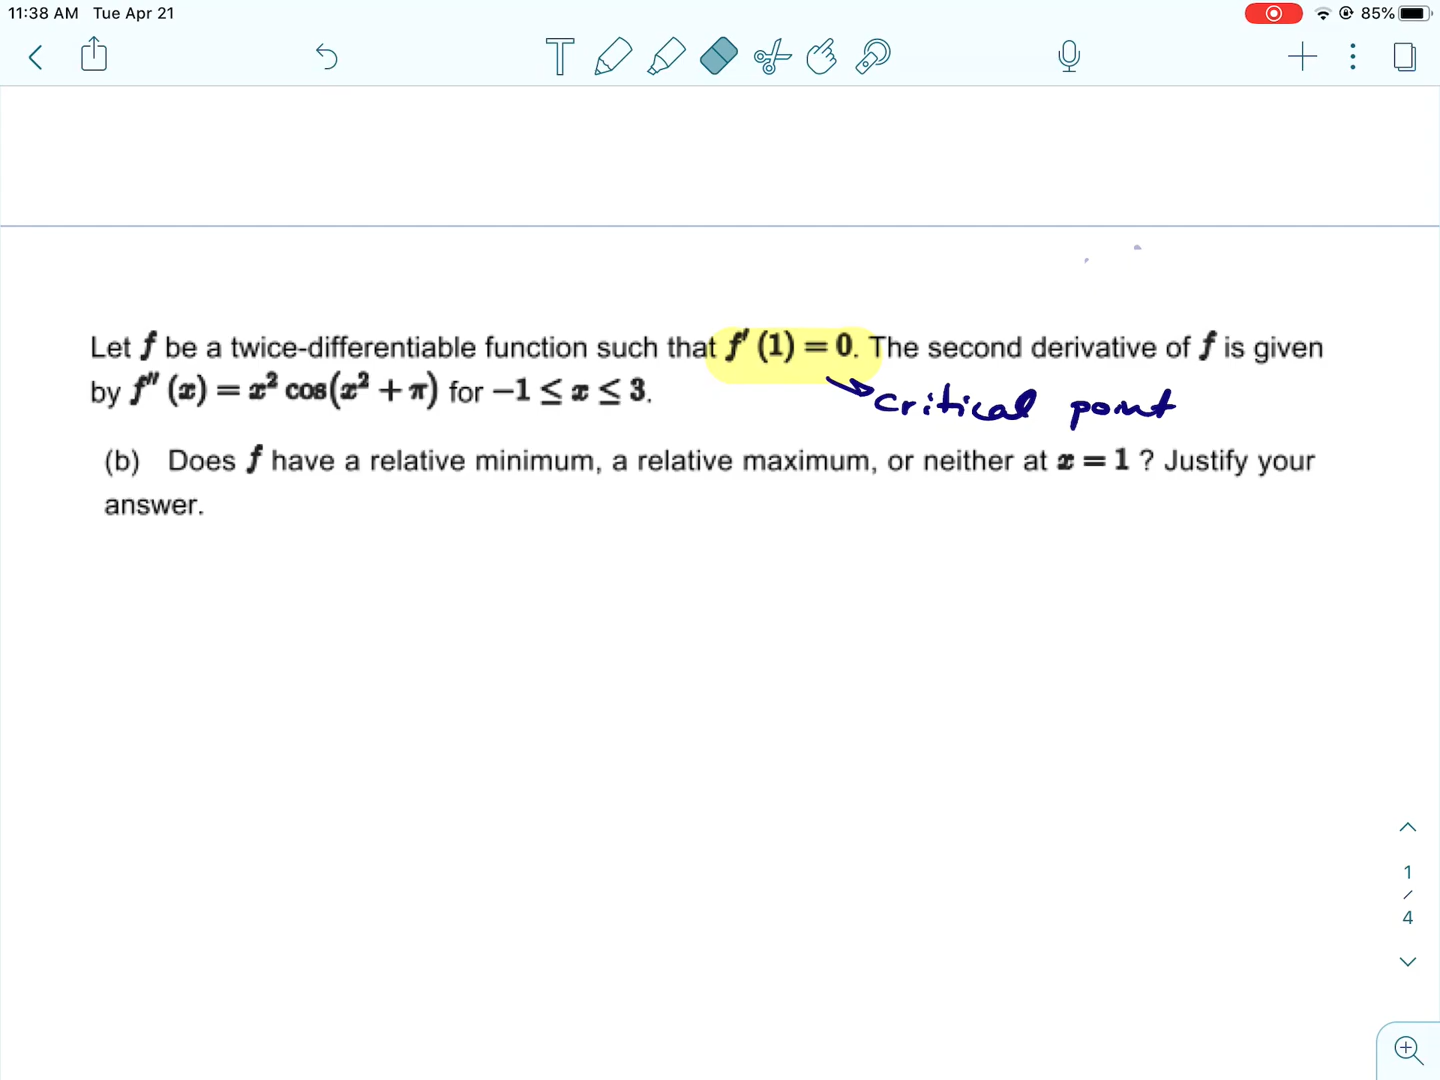 11:38 AM Tue Apr 21
85%
T
Let f be a twice-differentiable function such that f′ (1) = 0. The second derivative of f is given
by f″ (x) = x² cos(x² + π) for −1 ≤ x ≤ 3.
critical point
(b) Does f have a relative minimum, a relative maximum, or neither at x = 1 ? Justify your
answer.
1
/
4